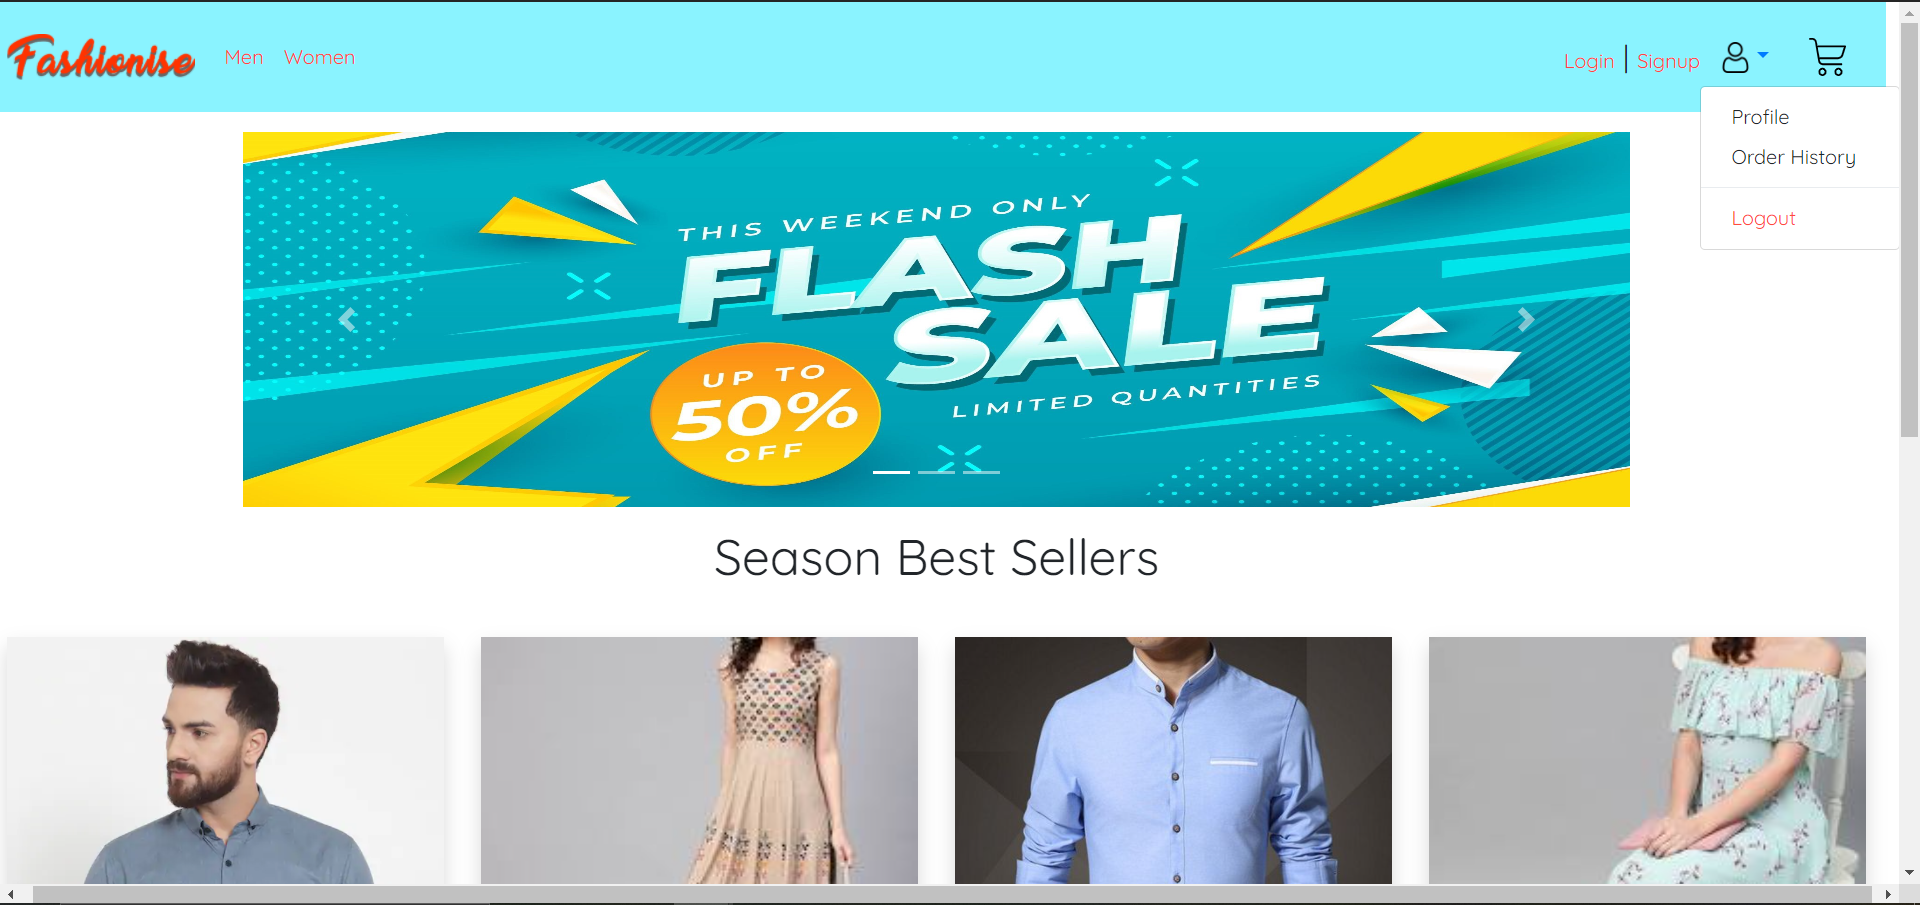 Fashionise
Men
Women
Login
Signup
Profile
Order History
Logout
THIS WEEKEND ONLY
FLASH
SALE
UP TO
50%
OFF
LIMITED QUANTITIES
Season Best Sellers